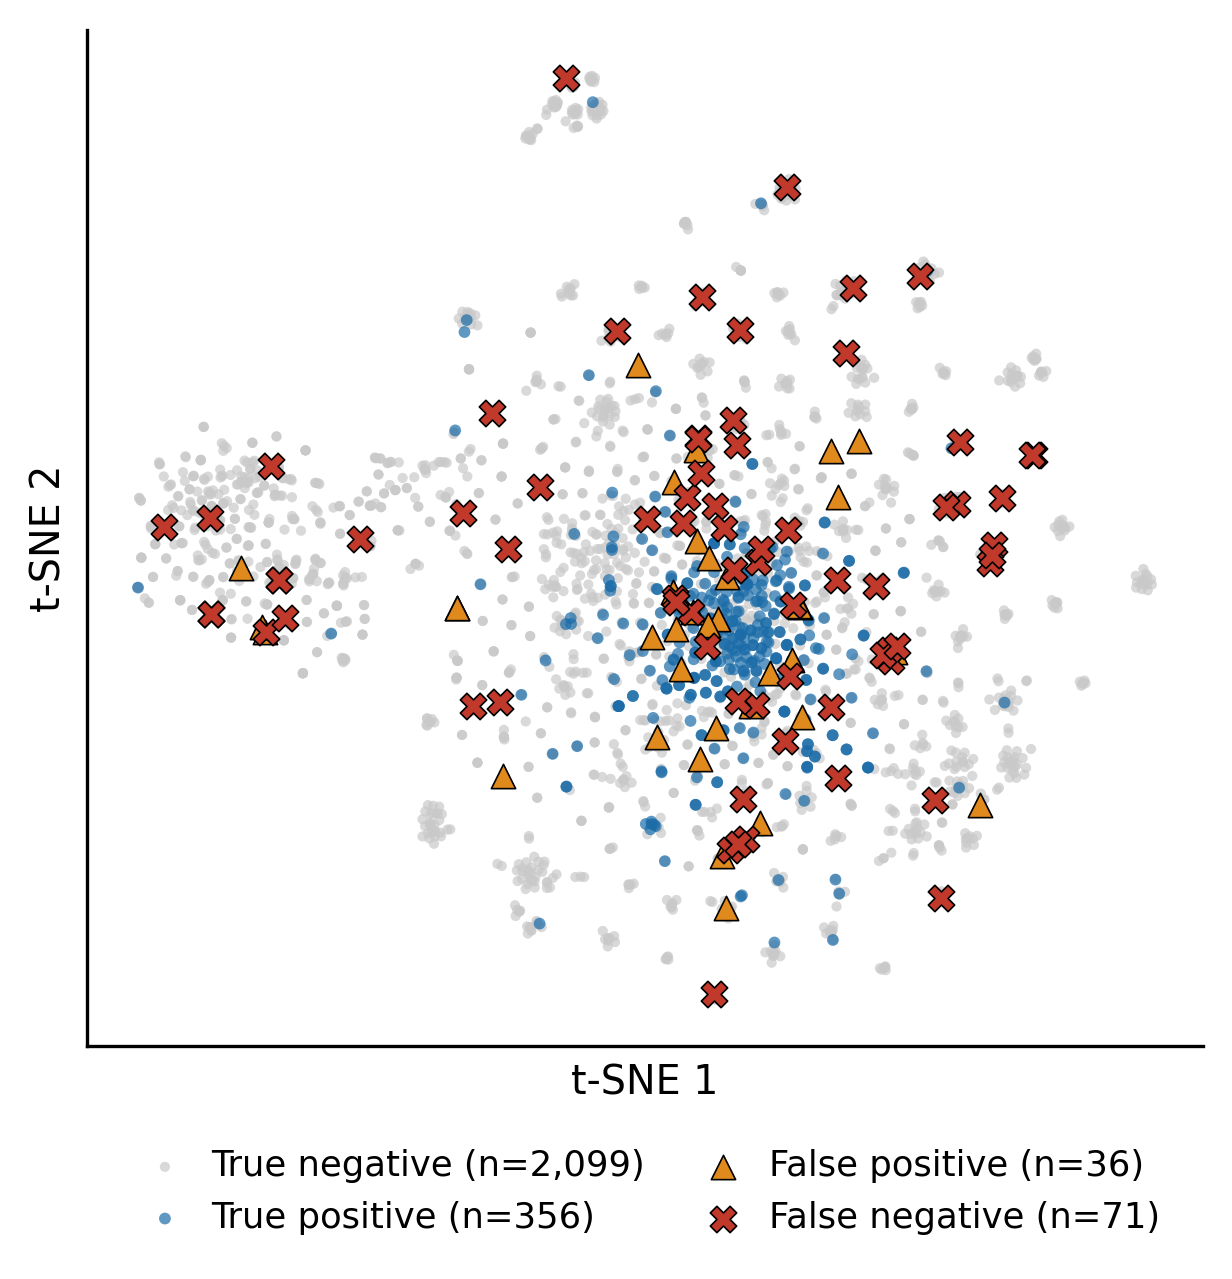 t-SNE 2
t-SNE 1
True negative (n=2,099)
True positive (n=356)
False positive (n=36)
False negative (n=71)